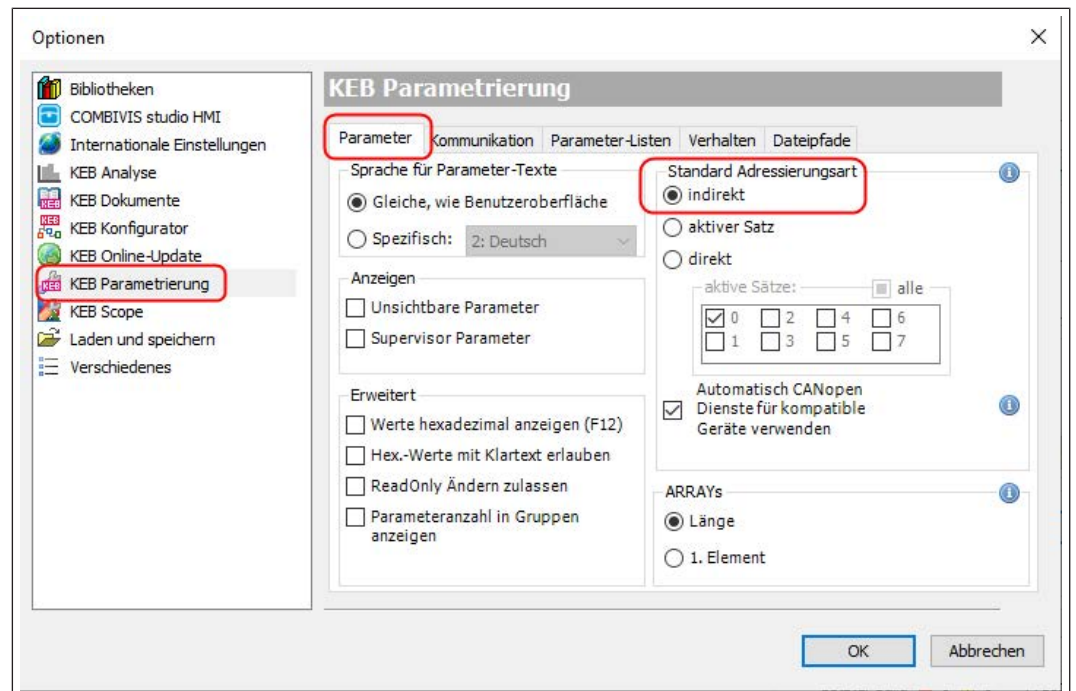 Optionen
Bibliotheken
COMBIVIS studio HMI
Internationale Einstellungen
KEB Analyse
KEB Dokumente
KEB Konfigurator
KEB Online-Update
KEB Parametrierung
KEB Scope
Laden und speichern
Verschiedenes
KEB Parametrierung
Parameter
Kommunikation
Parameter-Listen
Verhalten
Dateipfade
Sprache für Parameter-Texte
Gleiche, wie Benutzeroberfläche
Spezifisch:
2: Deutsch
Anzeigen
Unsichtbare Parameter
Supervisor Parameter
Erweitert
Werte hexadezimal anzeigen (F12)
Hex.-Werte mit Klartext erlauben
ReadOnly Ändern zulassen
Parameteranzahl in Gruppen
anzeigen
Standard Adressierungsart
indirekt
aktiver Satz
direkt
aktive Sätze:
alle
0 2 4 6
1 3 5 7
Automatisch CANopen
Dienste für kompatible
Geräte verwenden
ARRAYs
Länge
1. Element
OK
Abbrechen